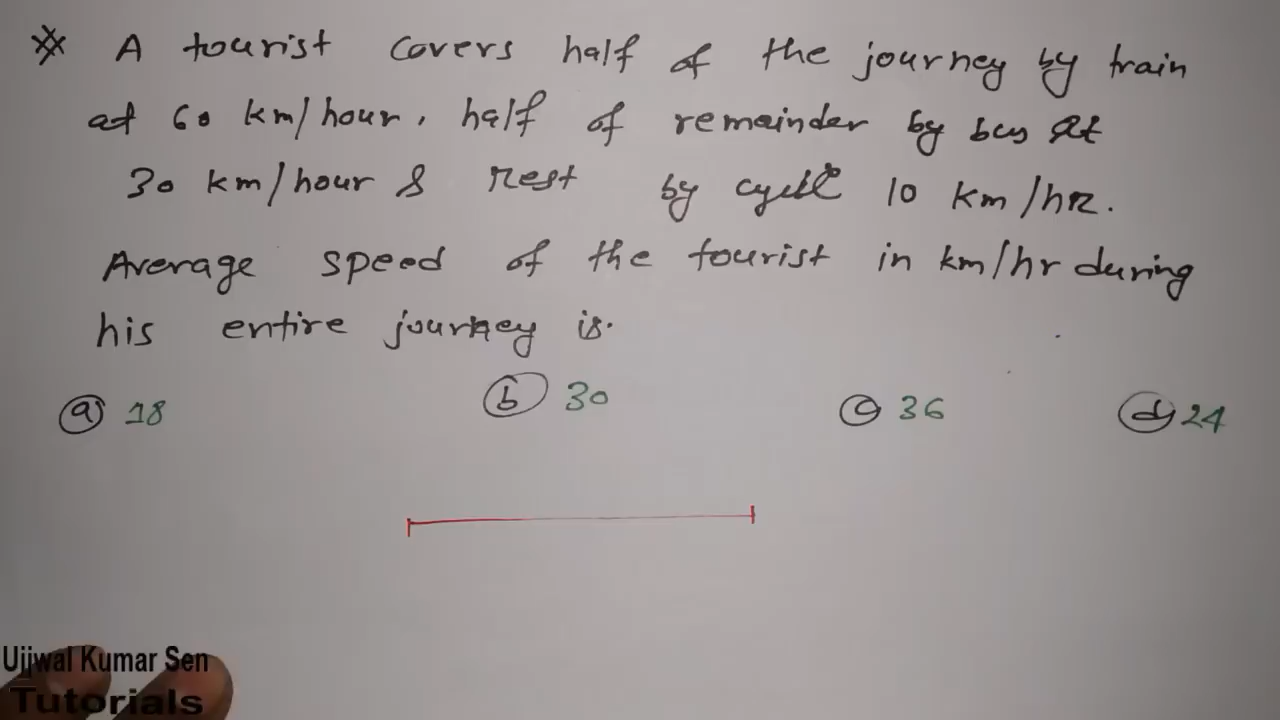 ※ A tourist covers half of the journey by train
at 60 km/hour, half of remainder by bus at
30 km/hour & rest by cycle 10 km/hr.
Average speed of the tourist in km/hr during
his entire journey is.
(a) 18 (b) 30 (c) 36 (d) 24
Ujjwal Kumar Sen
Tutorials